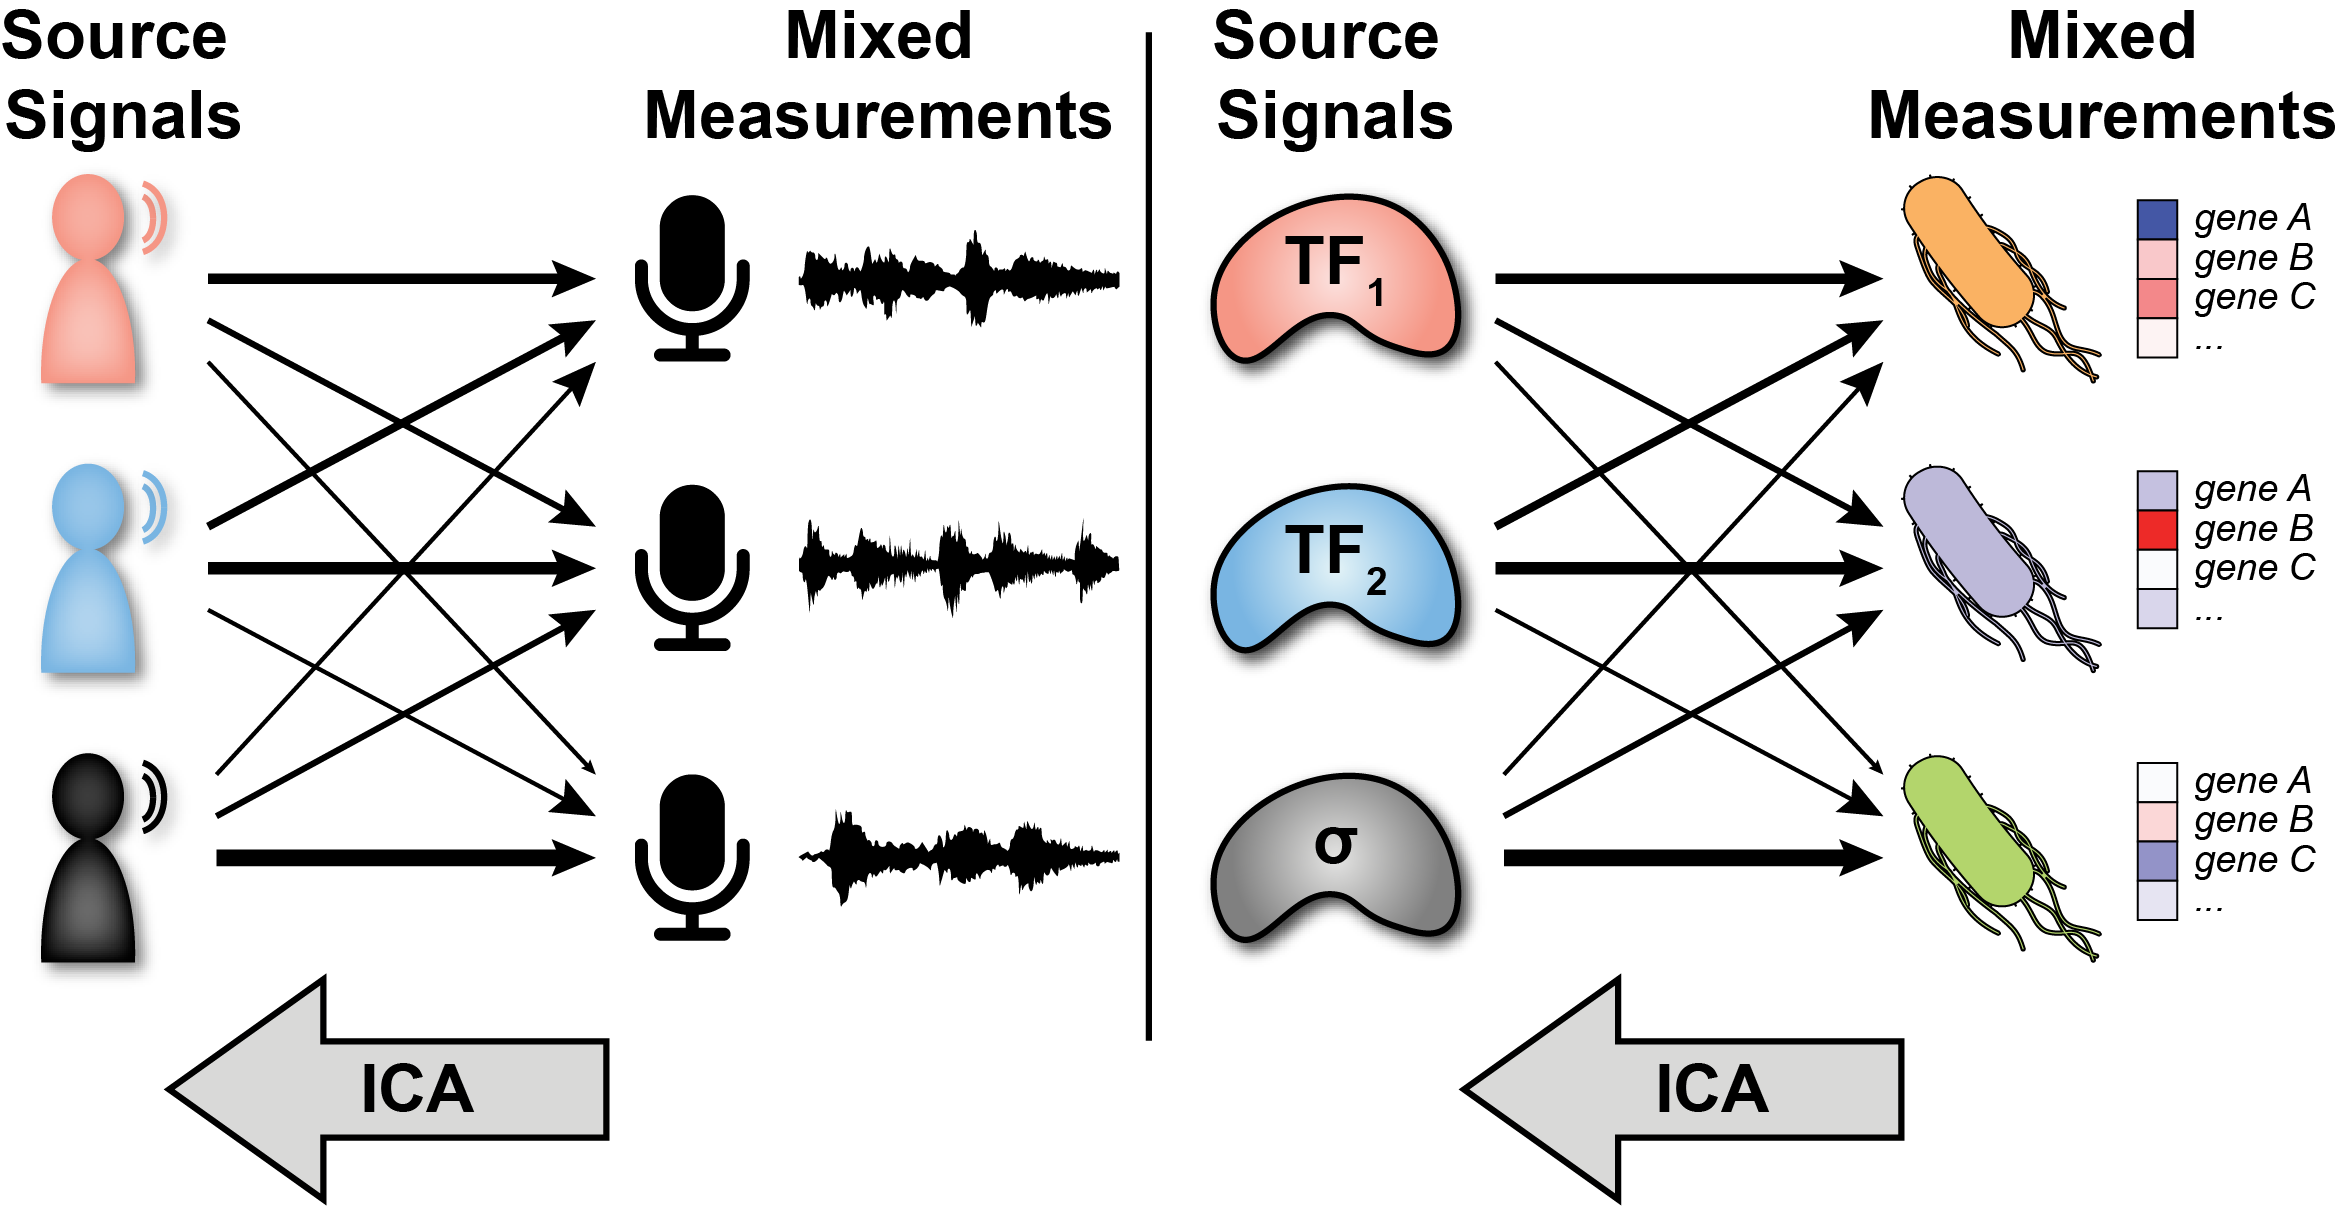 Source
Signals
Mixed
Measurements
Source
Signals
Mixed
Measurements
TF1
TF2
σ
gene A
gene B
gene C
...
gene A
gene B
gene C
...
gene A
gene B
gene C
...
ICA
ICA